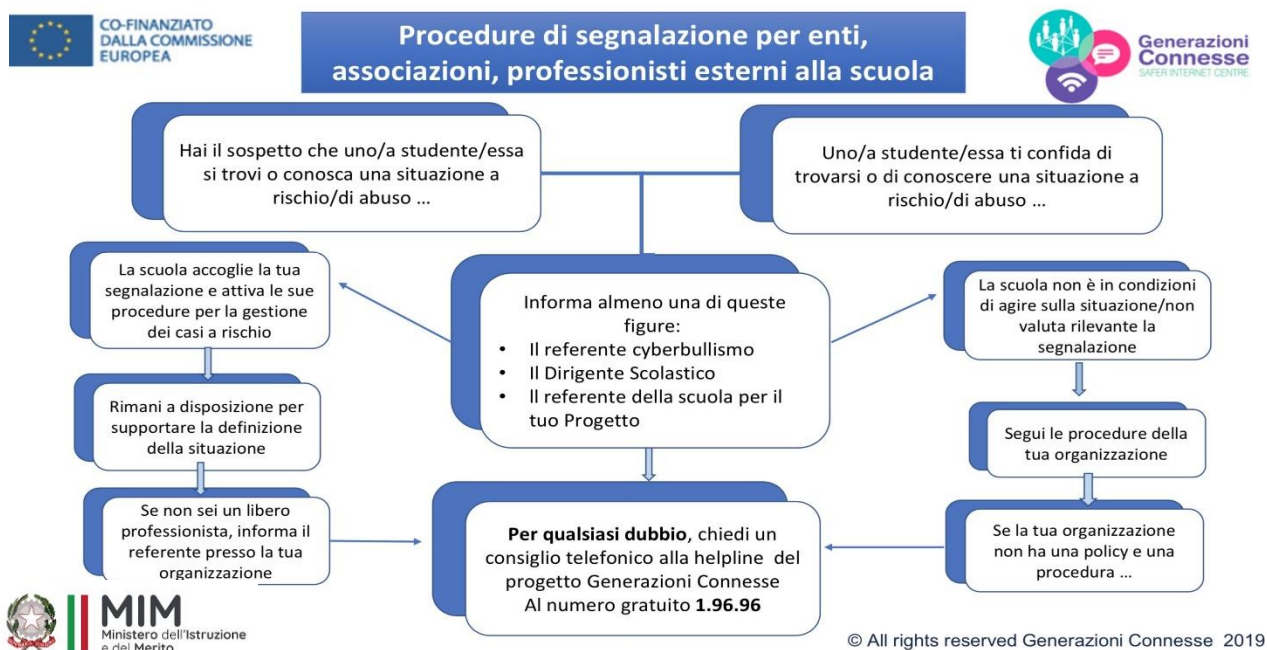 CO-FINANZIATO
DALLA COMMISSIONE
EUROPEA
Procedure di segnalazione per enti,
associazioni, professionisti esterni alla scuola
Generazioni
Connesse
SAFER INTERNET CENTRE
Hai il sospetto che uno/a studente/essa
si trovi o conosca una situazione a
rischio/di abuso ...
Uno/a studente/essa ti confida di
trovarsi o di conoscere una situazione a
rischio/di abuso ...
La scuola accoglie la tua
segnalazione e attiva le sue
procedure per la gestione
dei casi a rischio
Informa almeno una di queste
figure:
• Il referente cyberbullismo
• Il Dirigente Scolastico
• Il referente della scuola per il
tuo Progetto
La scuola non è in condizioni
di agire sulla situazione/non
valuta rilevante la
segnalazione
Rimani a disposizione per
supportare la definizione
della situazione
Segui le procedure della
tua organizzazione
Se non sei un libero
professionista, informa il
referente presso la tua
organizzazione
Per qualsiasi dubbio, chiedi un
consiglio telefonico alla helpline del
progetto Generazioni Connesse
Al numero gratuito 1.96.96
Se la tua organizzazione
non ha una policy e una
procedura ...
MIM
Ministero dell'Istruzione
e del Merito
© All rights reserved Generazioni Connesse 2019